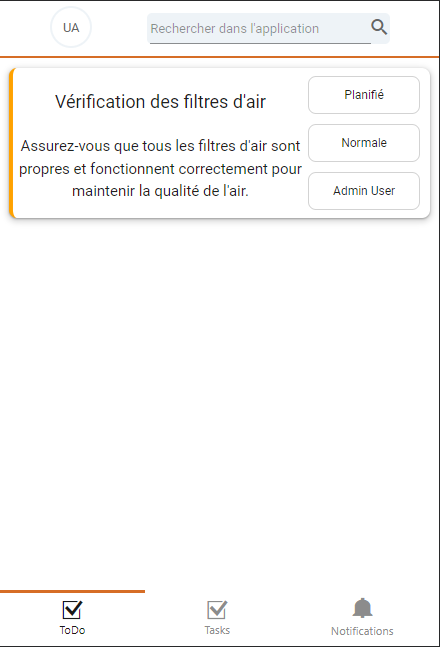 UA
Rechercher dans l'application
Vérification des filtres d'air
Assurez-vous que tous les filtres d'air sont
propres et fonctionnent correctement pour
maintenir la qualité de l'air.
Planifié
Normale
Admin User
ToDo
Tasks
Notifications